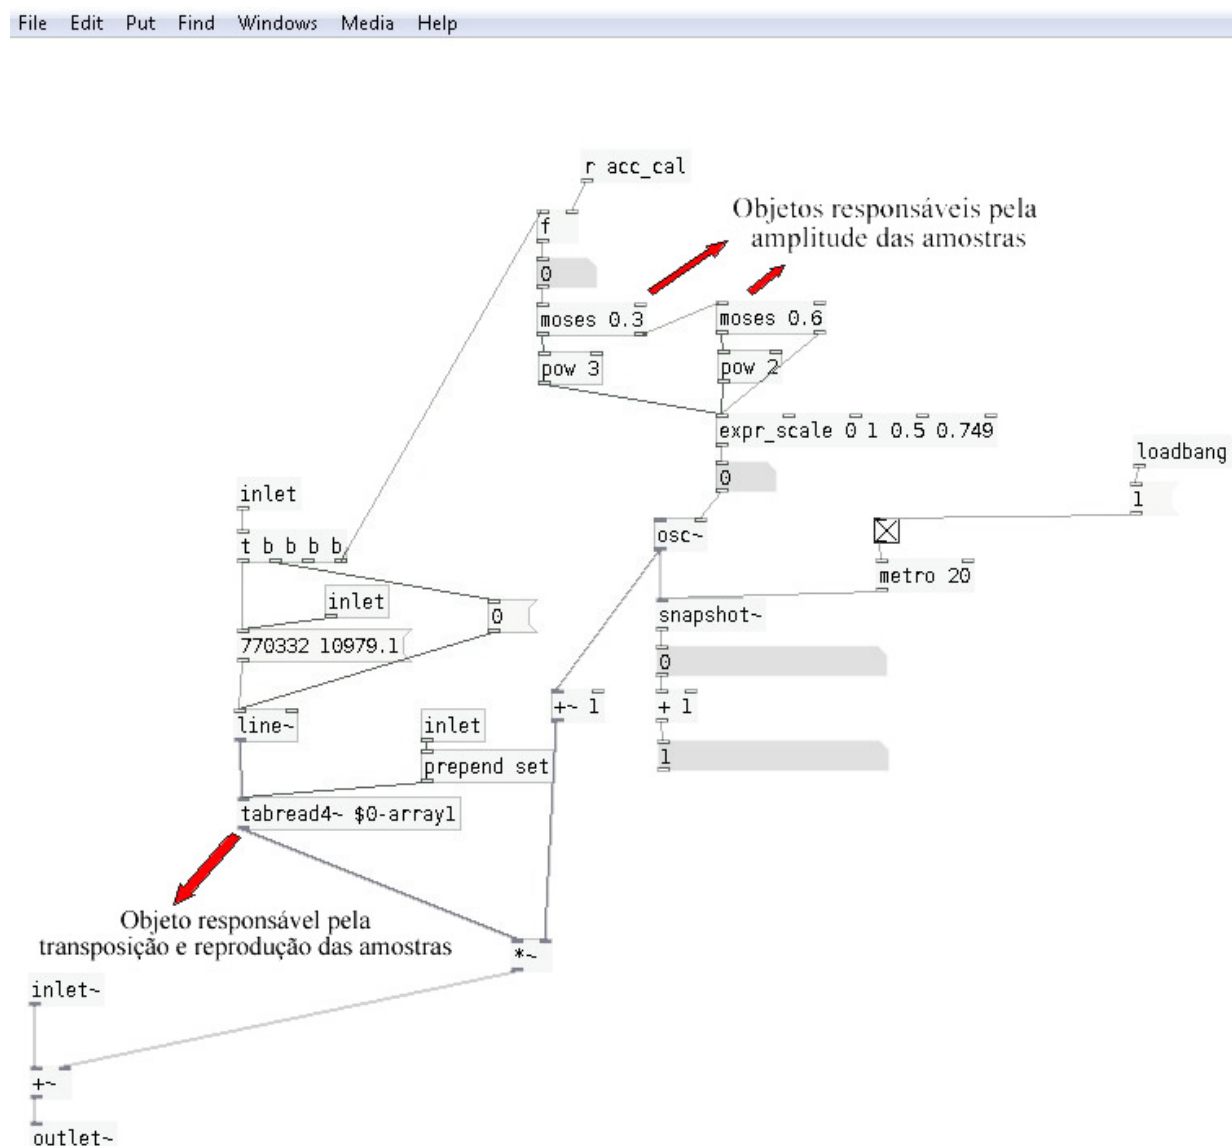 File Edit Put Find Windows Media Help
r acc_cal
Objetos responsáveis pela
amplitude das amostras
f
0
moses 0.3
moses 0.6
pow 3
pow 2
expr_scale 0 1 0.5 0.749
loadbang
0
1
inlet
osc~
t b b b b
metro 20
inlet
0
snapshot~
770332 10979.1
0
+~ 1
+ 1
line~
inlet
1
prepend set
tabread4~ $0-array1
Objeto responsável pela
transposição e reprodução das amostras
*~
inlet~
+~
outlet~